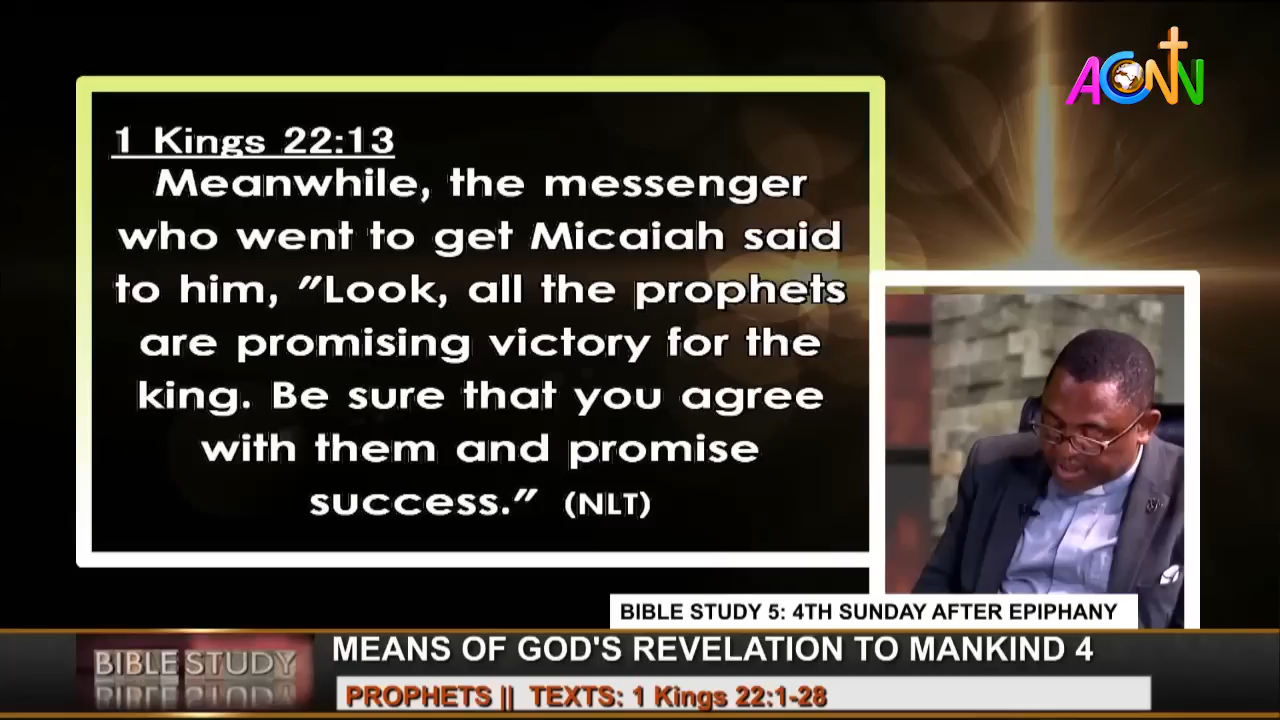 ACNN
1 Kings 22:13
Meanwhile, the messenger
who went to get Micaiah said
to him, "Look, all the prophets
are promising victory for the
king. Be sure that you agree
with them and promise
success." (NLT)
BIBLE STUDY 5: 4TH SUNDAY AFTER EPIPHANY
BIBLE STUDY
MEANS OF GOD'S REVELATION TO MANKIND 4
PROPHETS || TEXTS: 1 Kings 22:1-28